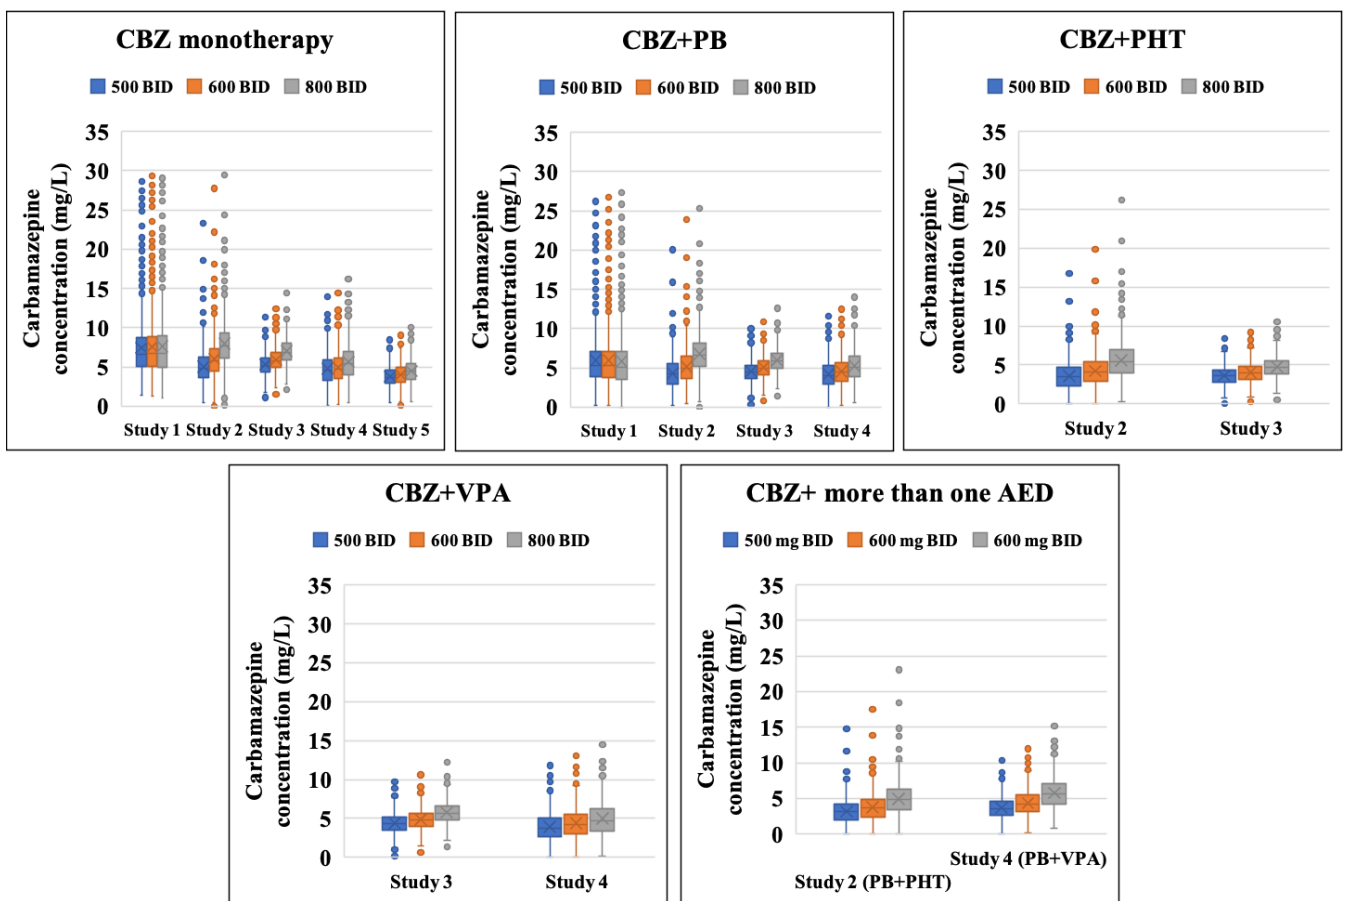 CBZ monotherapy
500 BID 600 BID 800 BID
Carbamazepine
concentration (mg/L)
35
30
25
20
15
10
5
0
Study 1 Study 2 Study 3 Study 4 Study 5
CBZ+PB
500 BID 600 BID 800 BID
Carbamazepine
concentration (mg/L)
35
30
25
20
15
10
5
0
Study 1 Study 2 Study 3 Study 4
CBZ+PHT
500 BID 600 BID 800 BID
Carbamazepine
concentration (mg/L)
35
30
25
20
15
10
5
0
Study 2 Study 3
CBZ+VPA
500 BID 600 BID 800 BID
Carbamazepine
concentration (mg/L)
35
30
25
20
15
10
5
0
Study 3 Study 4
CBZ+ more than one AED
500 mg BID 600 mg BID 600 mg BID
Carbamazepine
concentration (mg/L)
35
30
25
20
15
10
5
0
Study 4 (PB+VPA)
Study 2 (PB+PHT)